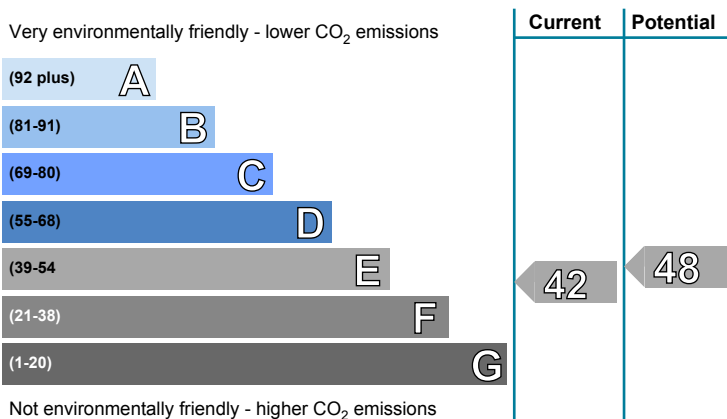 Very environmentally friendly - lower CO₂ emissions
Current Potential
(92 plus) A
(81-91) B
(69-80) C
(55-68) D
(39-54 E
42 48
(21-38) F
(1-20) G
Not environmentally friendly - higher CO₂ emissions